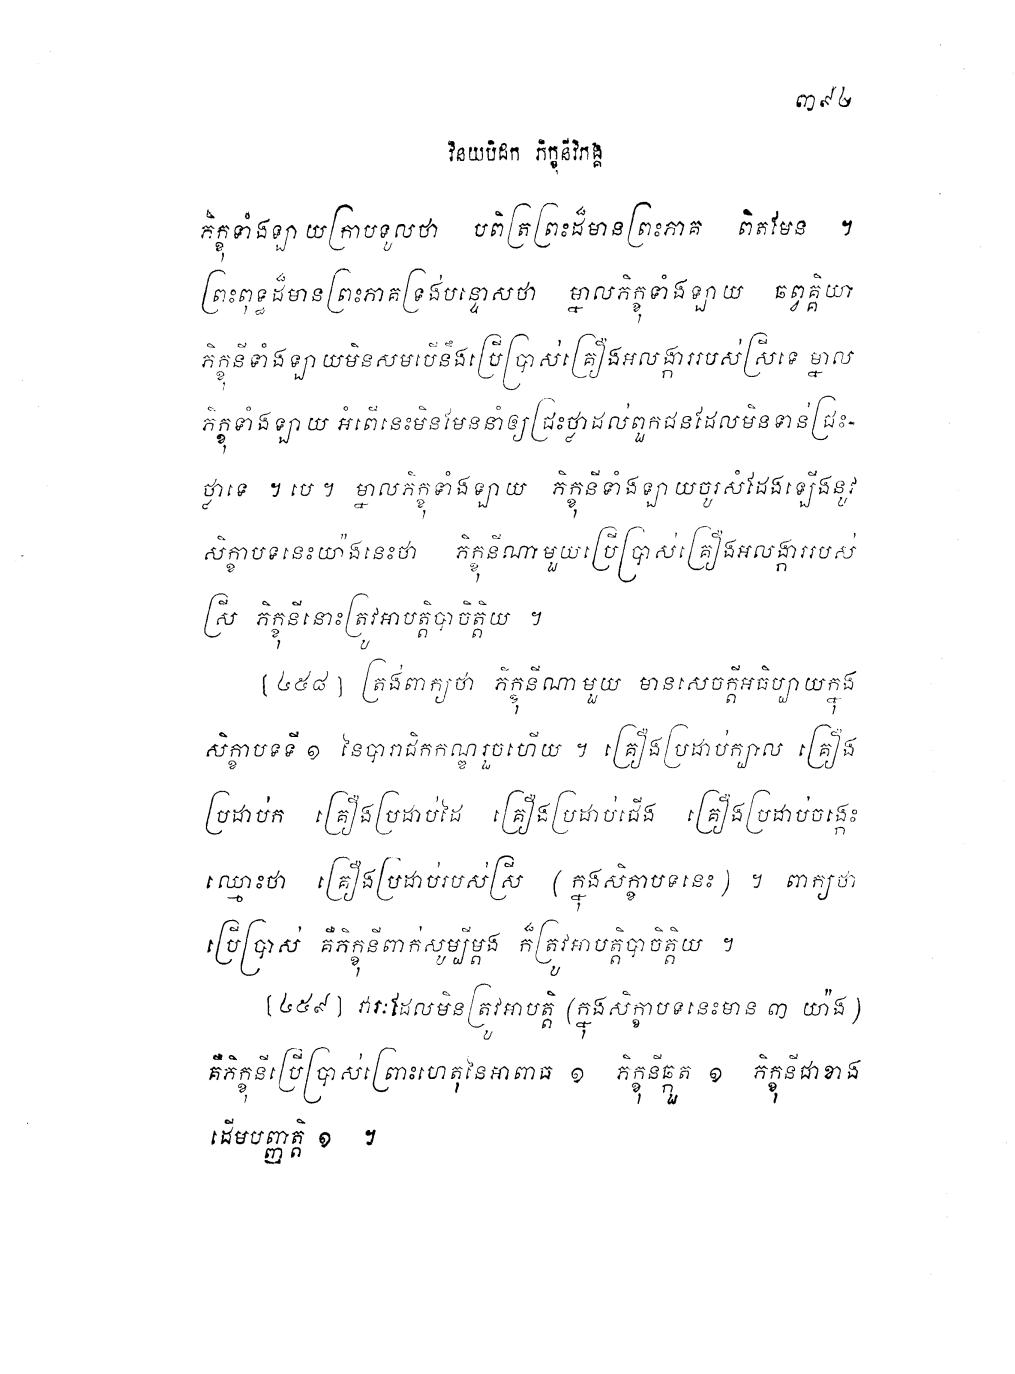 ៣៩៤
វិនយបិដក ភិក្ខុនីវិភង្គ
ភិក្ខុទាំងឡាយក្រាបទូលថា បពិត្រព្រះដ៏មានព្រះភាគ ពិតមែន ។
ព្រះពុទ្ធដ៏មានព្រះភាគទ្រង់បន្ទោសថា ម្នាលភិក្ខុទាំងឡាយ ឆព្វគ្គិយា
ភិក្ខុនីទាំងឡាយមិនសមបើនឹងប្រើប្រាស់គ្រឿងអលង្ការរបស់ស្រីទេ ម្នាល
ភិក្ខុទាំងឡាយ អំពើនេះមិនមែននាំឲ្យជ្រះថ្លាដល់ពួកជនដែលមិនទាន់ជ្រះ-
ថ្លាទេ ។ បេ ។ ម្នាលភិក្ខុទាំងឡាយ ភិក្ខុនីទាំងឡាយចូរសំដែងឡើងនូវ
សិក្ខាបទនេះយ៉ាងនេះថា ភិក្ខុនីណាមួយប្រើប្រាស់គ្រឿងអលង្ការរបស់
ស្រី ភិក្ខុនីនោះត្រូវអាបត្តិបាចិត្តិយ ។
(៤៥៨) ត្រង់ពាក្យថា ភិក្ខុនីណាមួយ មានសេចក្តីអធិប្បាយក្នុង
សិក្ខាបទទី ១ នៃបារាជិកកណ្ឌរួចហើយ ។ គ្រឿងប្រដាប់ក្បាល គ្រឿង
ប្រដាប់ក គ្រឿងប្រដាប់ដៃ គ្រឿងប្រដាប់ជើង គ្រឿងប្រដាប់ចង្កេះ
ឈ្មោះថា គ្រឿងប្រដាប់របស់ស្រី (ក្នុងសិក្ខាបទនេះ) ។ ពាក្យថា
ប្រើប្រាស់ គឺភិក្ខុនីពាក់សូម្បីម្តង ក៏ត្រូវអាបត្តិបាចិត្តិយ ។
(៤៥៩) វារៈដែលមិនត្រូវអាបត្តិ (ក្នុងសិក្ខាបទនេះមាន ៣ យ៉ាង)
គឺភិក្ខុនីប្រើប្រាស់ព្រោះហេតុនៃអាពាធ ១ ភិក្ខុនីឆ្កួត ១ ភិក្ខុនីជាខាង
ដើមបញ្ញត្តិ ១ ។